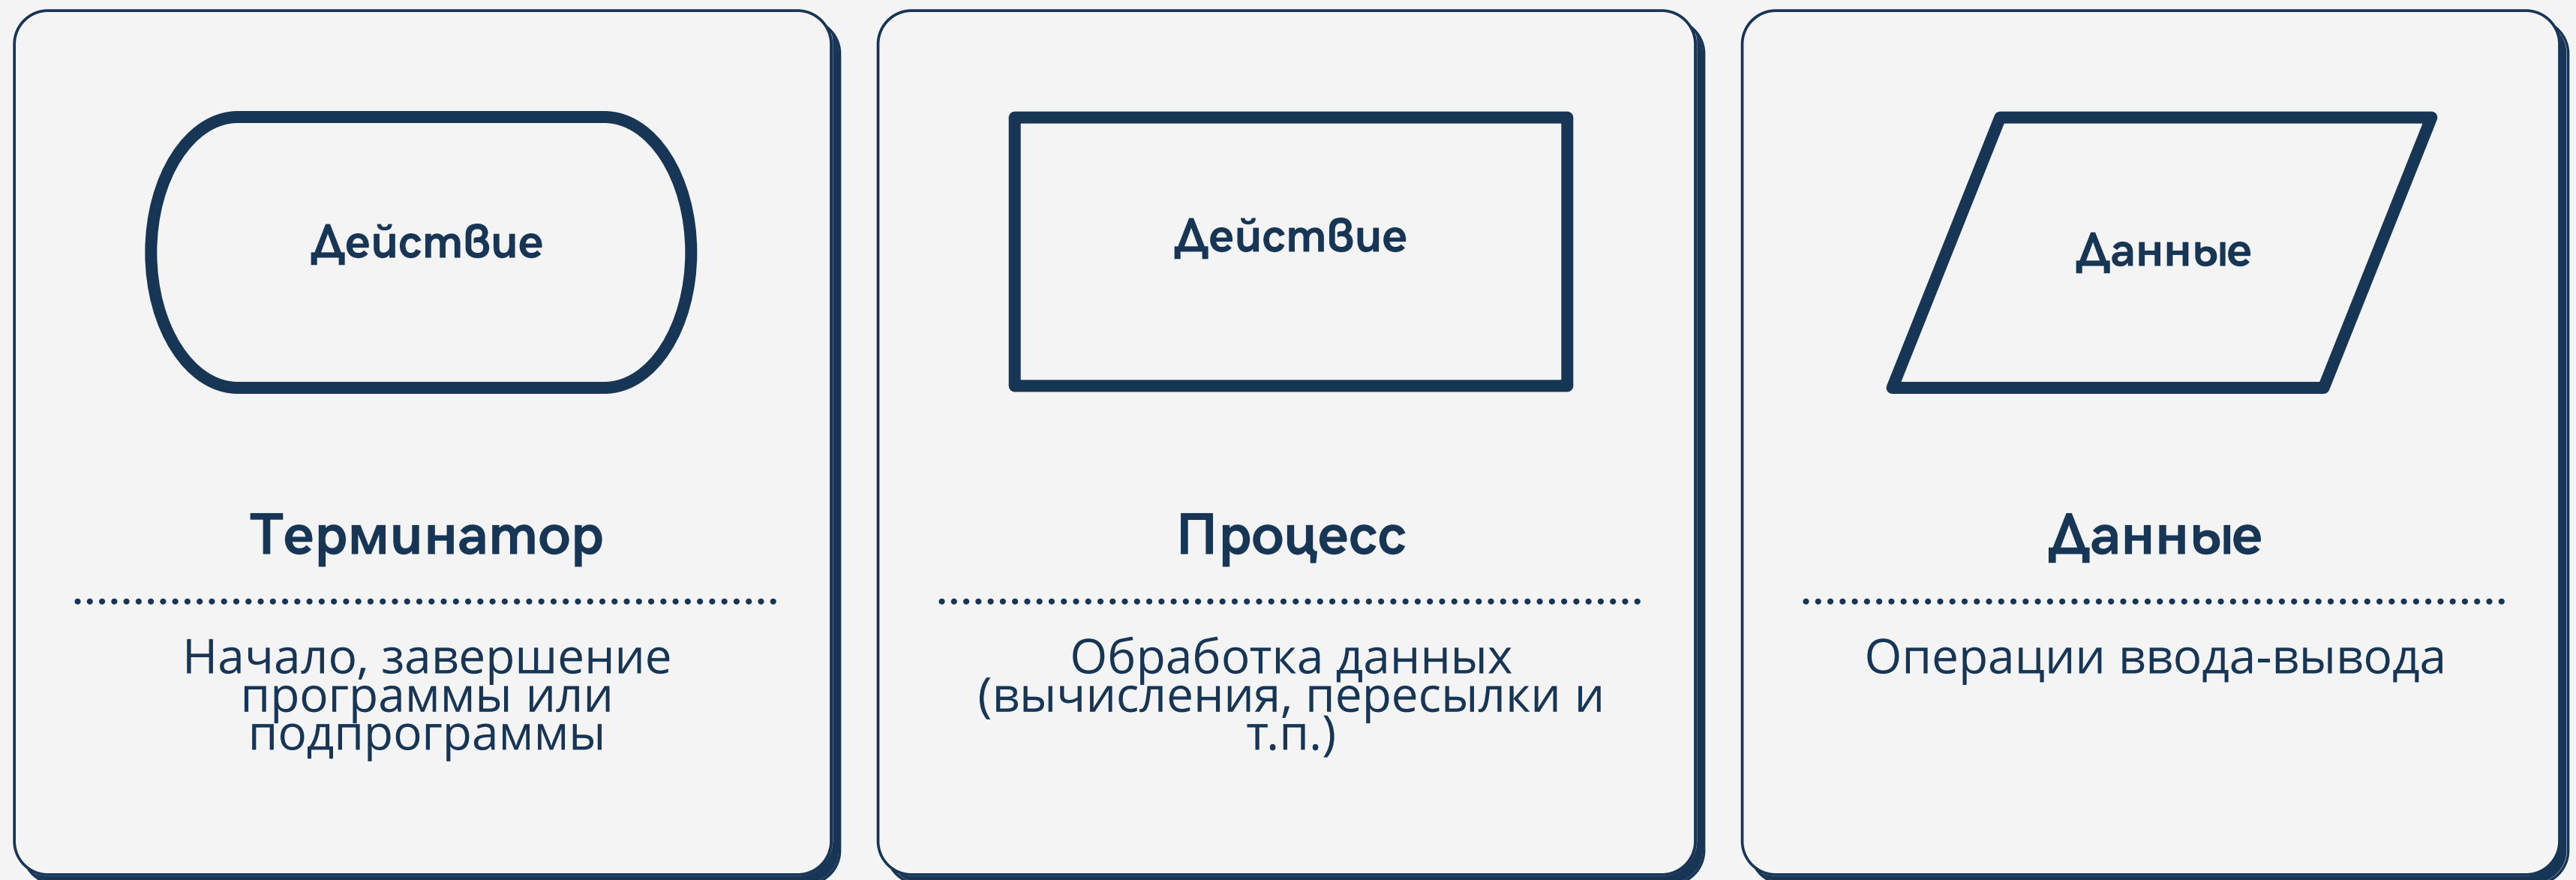 Действие
Терминатор
Начало, завершение
программы или
подпрограммы
Действие
Процесс
Обработка данных
(вычисления, пересылки и
т.п.)
Данные
Данные
Операции ввода-вывода